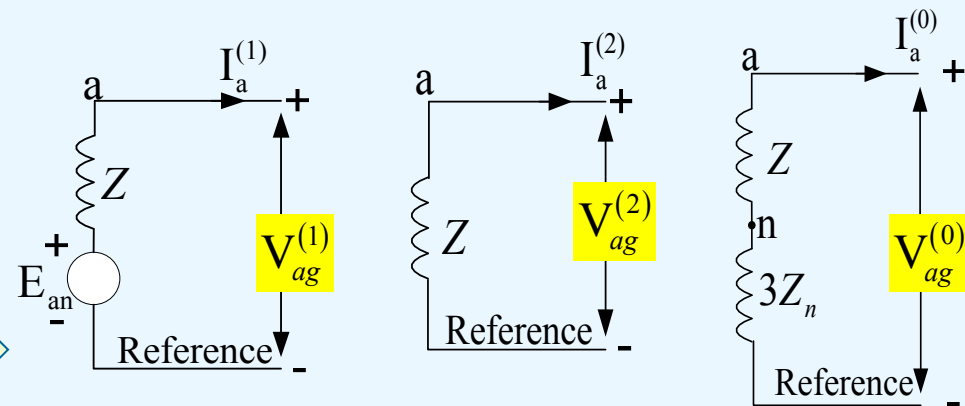 a
I_a^(1)
+
Z
+
E_an
-
V_ag^(1)
Reference
-
a
I_a^(2)
+
Z
V_ag^(2)
Reference
-
a
I_a^(0)
+
Z
n
3Z_n
V_ag^(0)
Reference
-